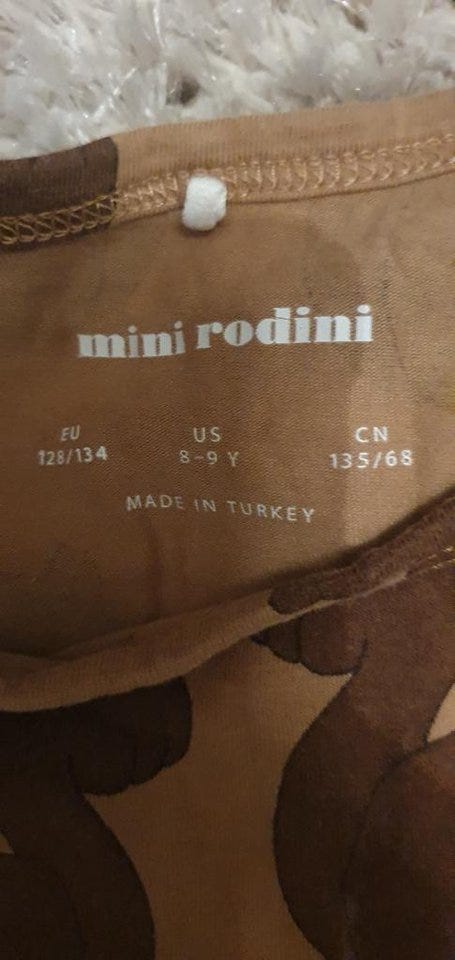 mini rodini
EU US CN
128/134 8-9 Y 135/68
MADE IN TURKEY